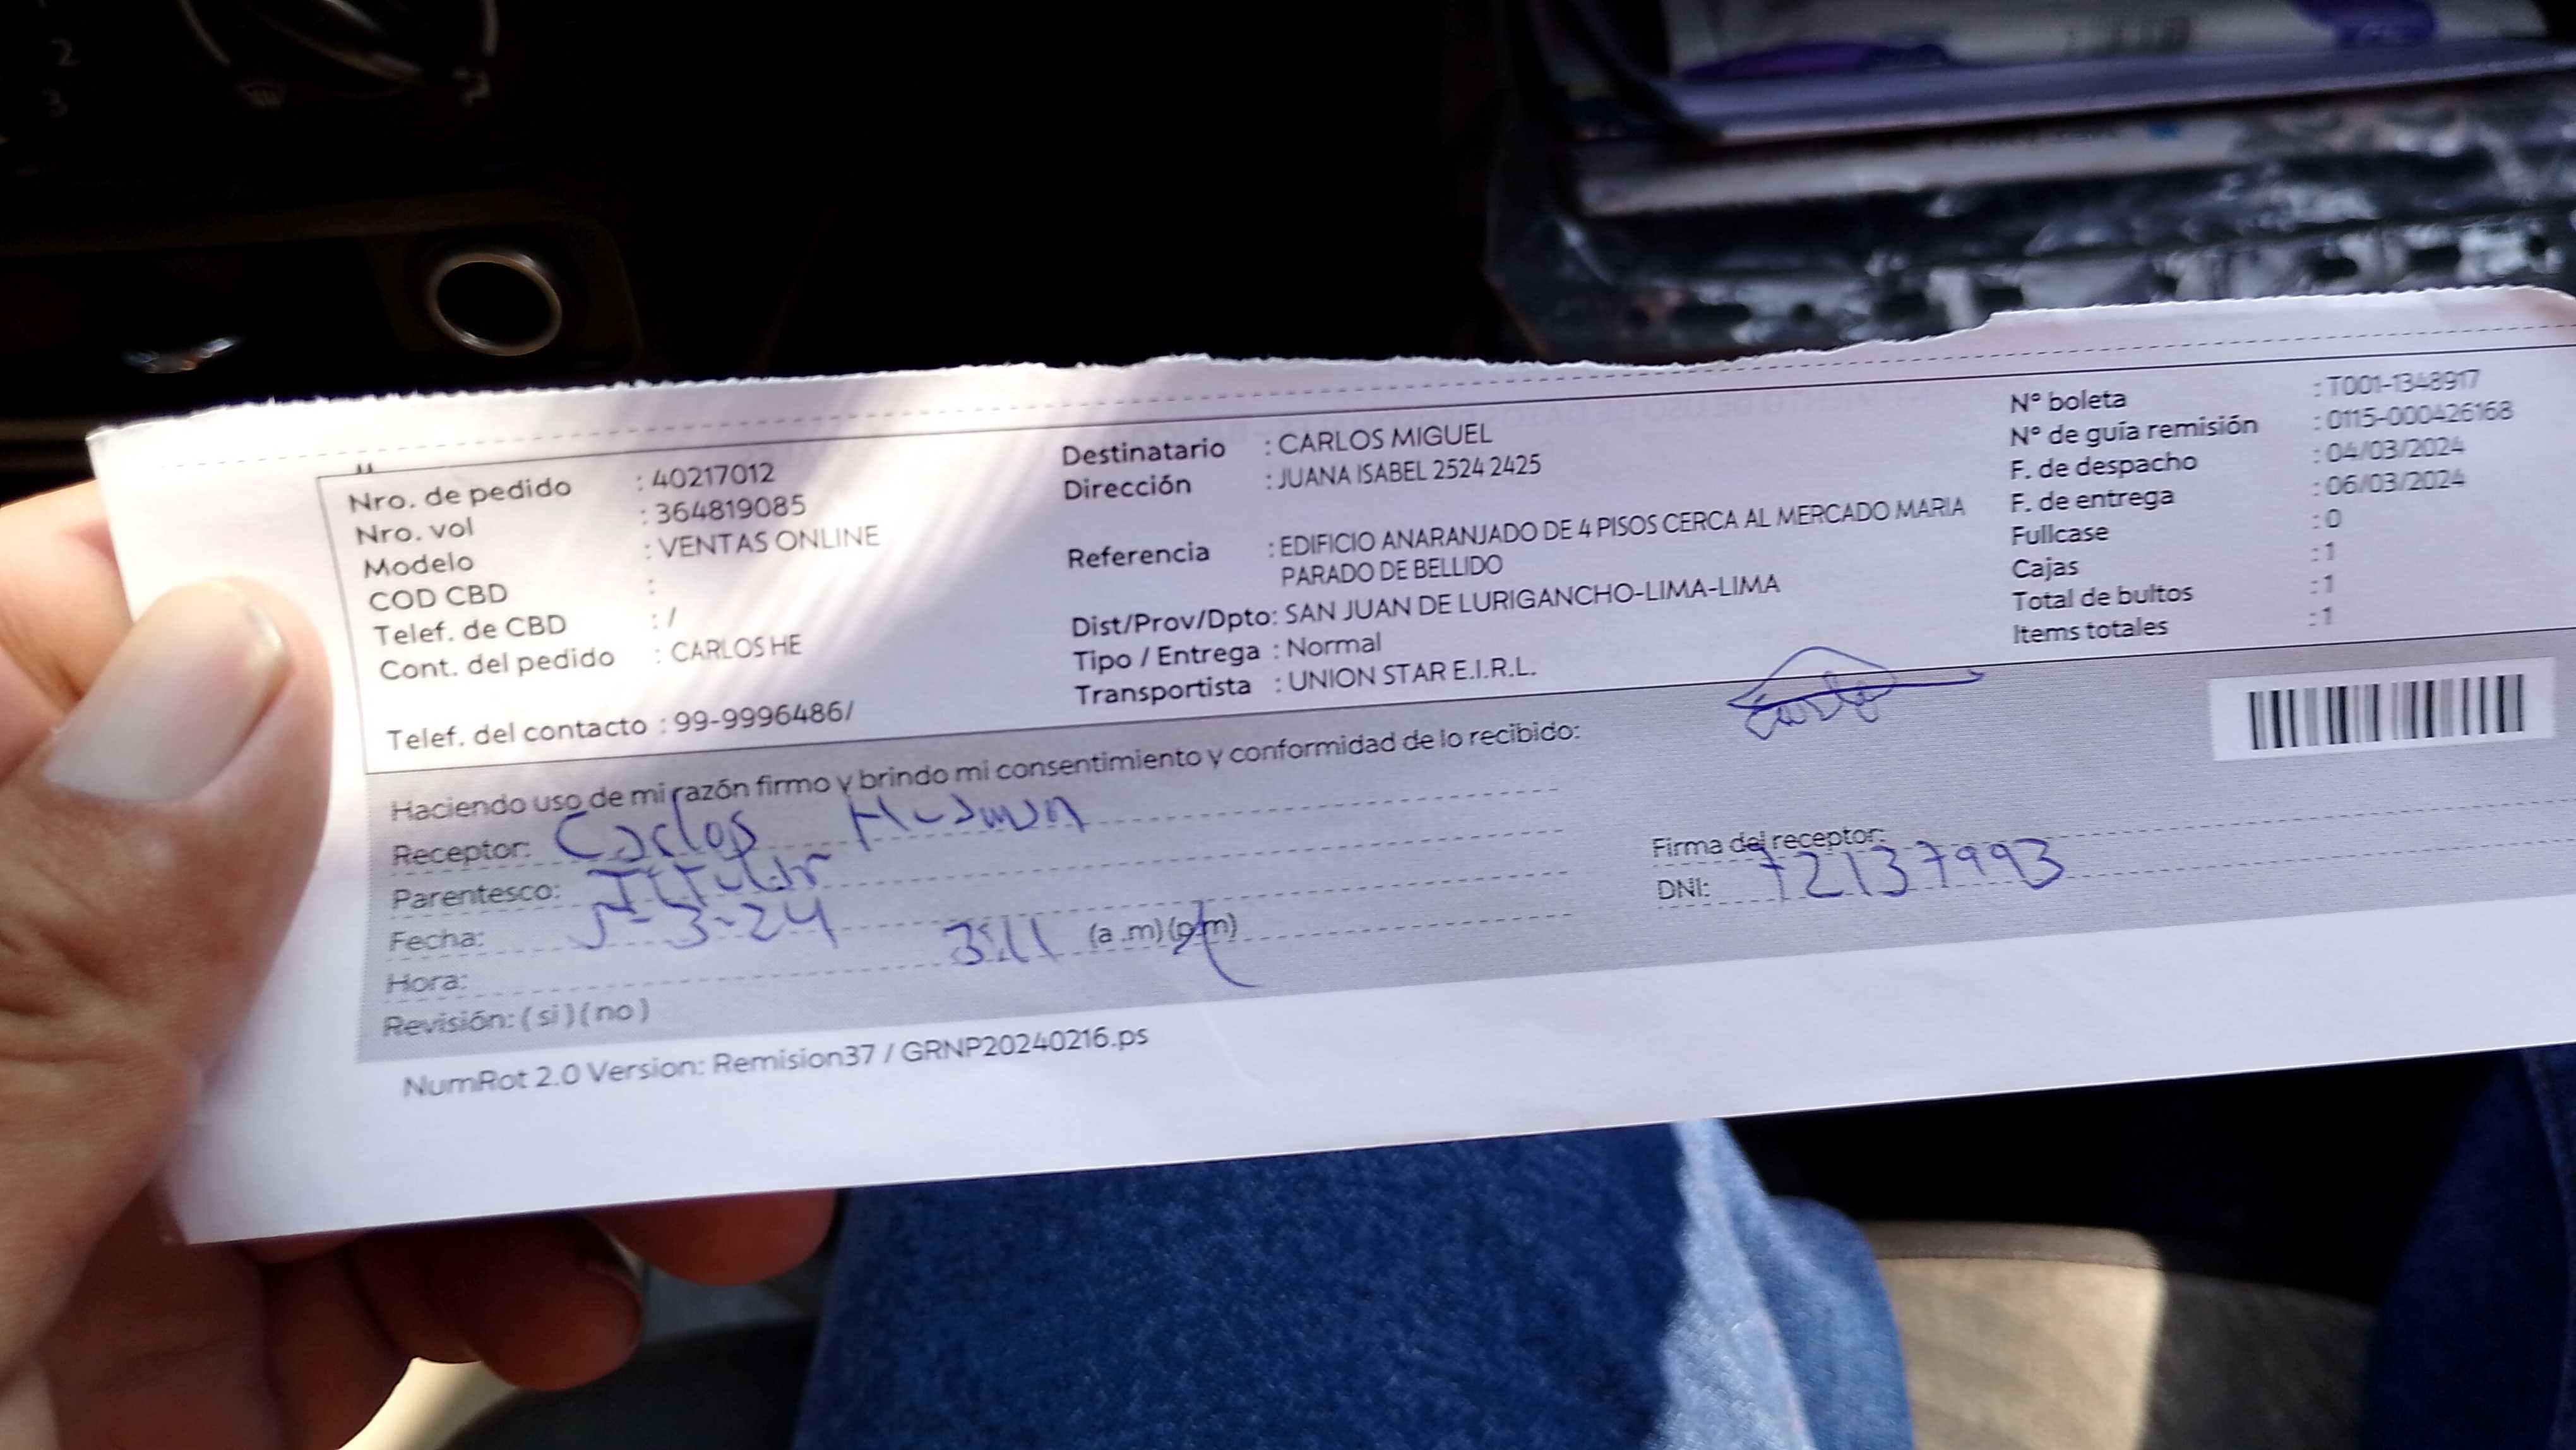 Nro. de pedido : 40217012
Nro. vol : 364819085
Modelo : VENTAS ONLINE
COD CBD :
Telef. de CBD : /
Cont. del pedido : CARLOS HE
Telef. del contacto : 99-9996486/
Destinatario : CARLOS MIGUEL
Dirección : JUANA ISABEL 2524 2425
Referencia : EDIFICIO ANARANJADO DE 4 PISOS CERCA AL MERCADO MARIA
PARADO DE BELLIDO
Dist/Prov/Dpto: SAN JUAN DE LURIGANCHO-LIMA-LIMA
Tipo / Entrega : Normal
Transportista : UNION STAR E.I.R.L.
N° boleta : T001-1348917
N° de guía remisión : 0115-000426168
F. de despacho : 04/03/2024
F. de entrega : 06/03/2024
Fullcase : 0
Cajas : 1
Total de bultos : 1
Items totales : 1
Haciendo uso de mi razón firmo y brindo mi consentimiento y conformidad de lo recibido:
Receptor: Carlos
Parentesco: Titular
Fecha: 5-3-24
Hora: 3:11 (a .m) (p.m)
Revisión: ( si ) ( no )
Firma del receptor:
DNI: 72137993
NumRot 2.0 Version: Remision37 / GRNP20240216.ps